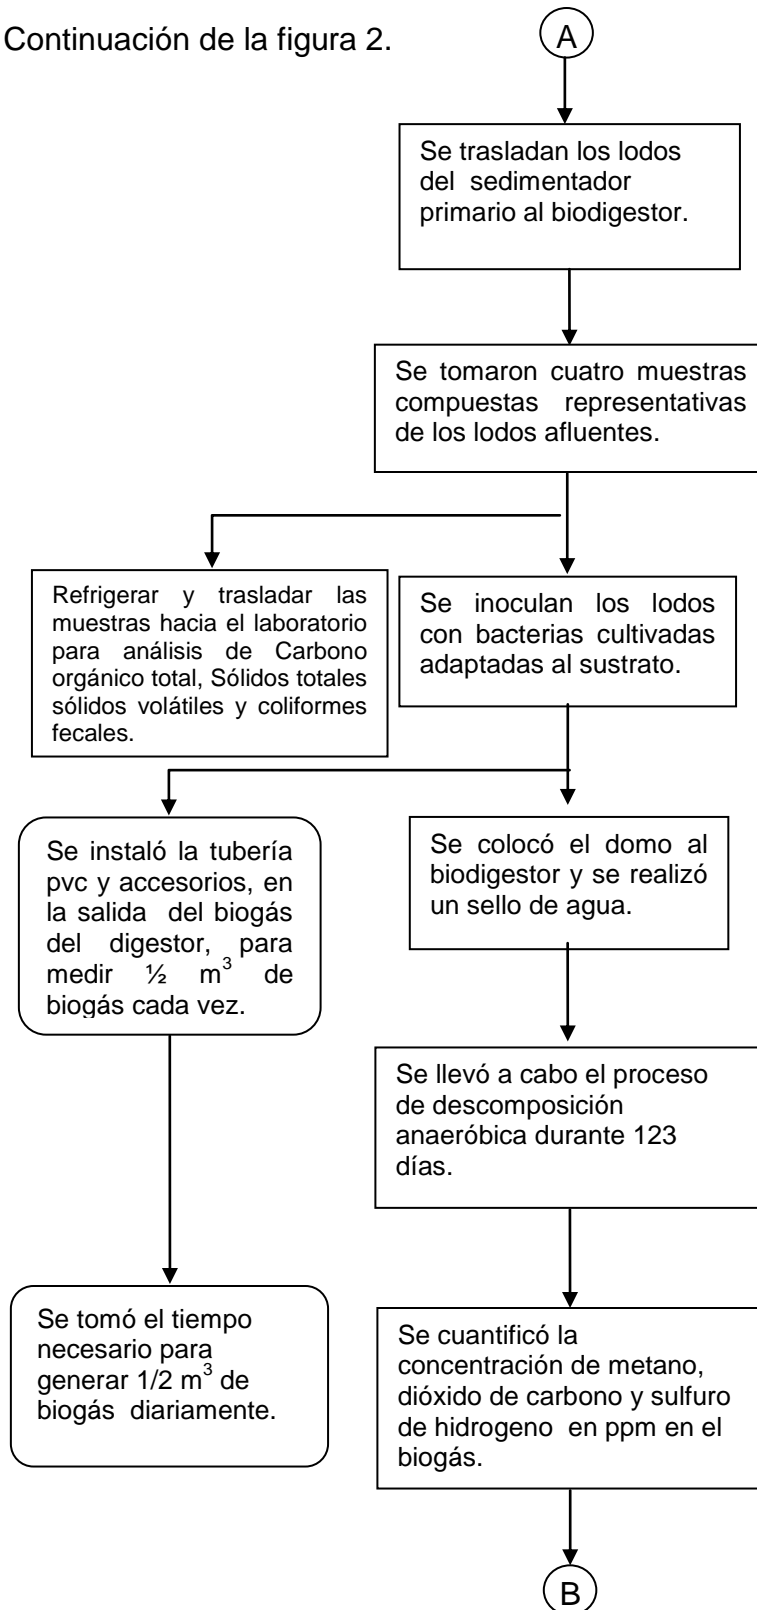 Continuación de la figura 2.
A
Se trasladan los lodos
del sedimentador
primario al biodigestor.
Se tomaron cuatro muestras
compuestas representativas
de los lodos afluentes.
Refrigerar y trasladar las
muestras hacia el laboratorio
para análisis de Carbono
orgánico total, Sólidos totales
sólidos volátiles y coliformes
fecales.
Se inoculan los lodos
con bacterias cultivadas
adaptadas al sustrato.
Se instaló la tubería
pvc y accesorios, en
la salida del biogás
del digestor, para
medir ½ m³ de
biogás cada vez.
Se colocó el domo al
biodigestor y se realizó
un sello de agua.
Se llevó a cabo el proceso
de descomposición
anaeróbica durante 123
días.
Se tomó el tiempo
necesario para
generar 1/2 m³ de
biogás diariamente.
Se cuantificó la
concentración de metano,
dióxido de carbono y sulfuro
de hidrogeno en ppm en el
biogás.
B